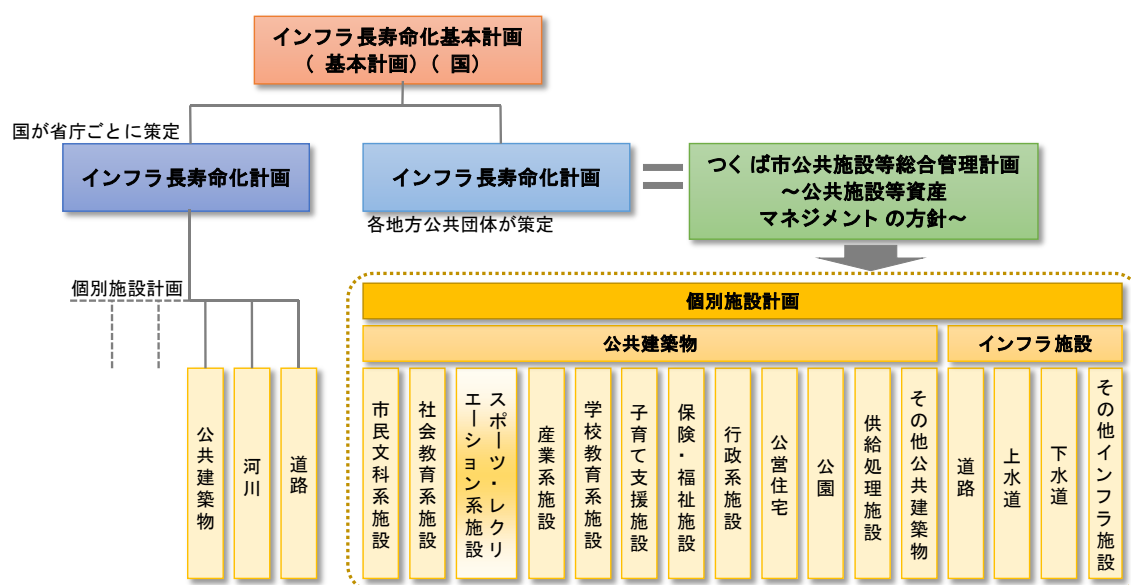 インフラ長寿命化基本計画
（ 基本計画）（ 国）
国が省庁ごとに策定
インフラ長寿命化計画
インフラ長寿命化計画
各地方公共団体が策定
つくば市公共施設等総合管理計画
～公共施設等資産
マネジメント の方針～
個別施設計画
公共建築物
河川
道路
個別施設計画
公共建築物
インフラ施設
市民文科系施設
社会教育系施設
スポーツ・レクリ
エーション系施設
産業系施設
学校教育系施設
子育て支援施設
保険・福祉施設
行政系施設
公営住宅
公園
供給処理施設
その他公共建築物
道路
上水道
下水道
その他インフラ施設